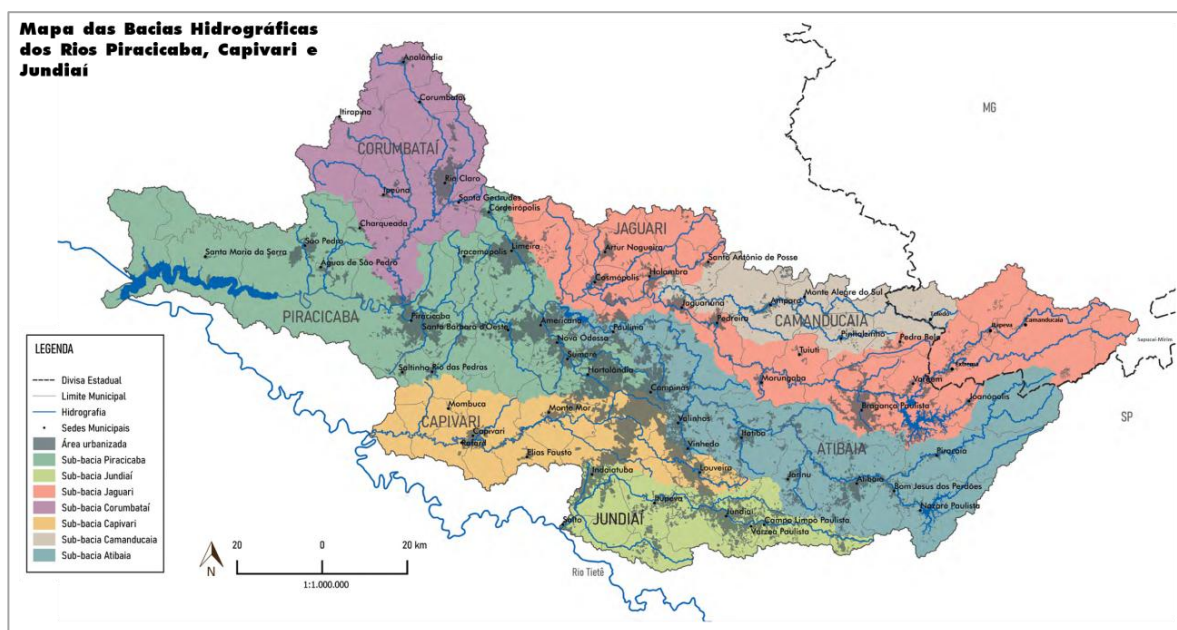 Mapa das Bacias Hidrográficas
dos Rios Piracicaba, Capivari e
Jundiaí
MG
Analândia
Corumbataí
Itirapina
CORUMBATAÍ
Rio Claro
Ipeúna
Santa Gertrudes
Cordeirópolis
Charqueada
JAGUARI
São Pedro
Limeira
Artur Nogueira
Santa Maria da Serra
Iracemápolis
Águas de São Pedro
Santo Antônio de Posse
Holambra
Cosmópolis
Monte Alegre do Sul
Amparo
Jaguariúna
Toledo
PIRACICABA
Piracicaba
CAMANDUCAIA
Camanducaia
Itapeva
Santa Bárbara d'Oeste
Americana
Paulínia
Pedreira
Pinhalzinho
Nova Odessa
Pedra Bela
Sapucaí-Mirim
Sumaré
Tuiuti
Extrema
Saltinho
Rio das Pedras
Hortolândia
Morungaba
Vargem
Campinas
Joanópolis
Mombuca
Monte Mor
Bragança Paulista
CAPIVARI
Valinhos
SP
Capivari
Rafard
Itatiba
Vinhedo
ATIBAIA
Piracaia
Elias Fausto
Indaiatuba
Louveira
Jarinu
Atibaia
Bom Jesus dos Perdões
Itupeva
Nazaré Paulista
Salto
JUNDIAÍ
Jundiaí
Campo Limpo Paulista
Várzea Paulista
Rio Tietê
LEGENDA
Divisa Estadual
Limite Municipal
Hidrografia
Sedes Municipais
Área urbanizada
Sub-bacia Piracicaba
Sub-bacia Jundiaí
Sub-bacia Jaguari
Sub-bacia Corumbataí
Sub-bacia Capivari
Sub-bacia Camanducaia
Sub-bacia Atibaia
N
20 0 20 km
1:1.000.000